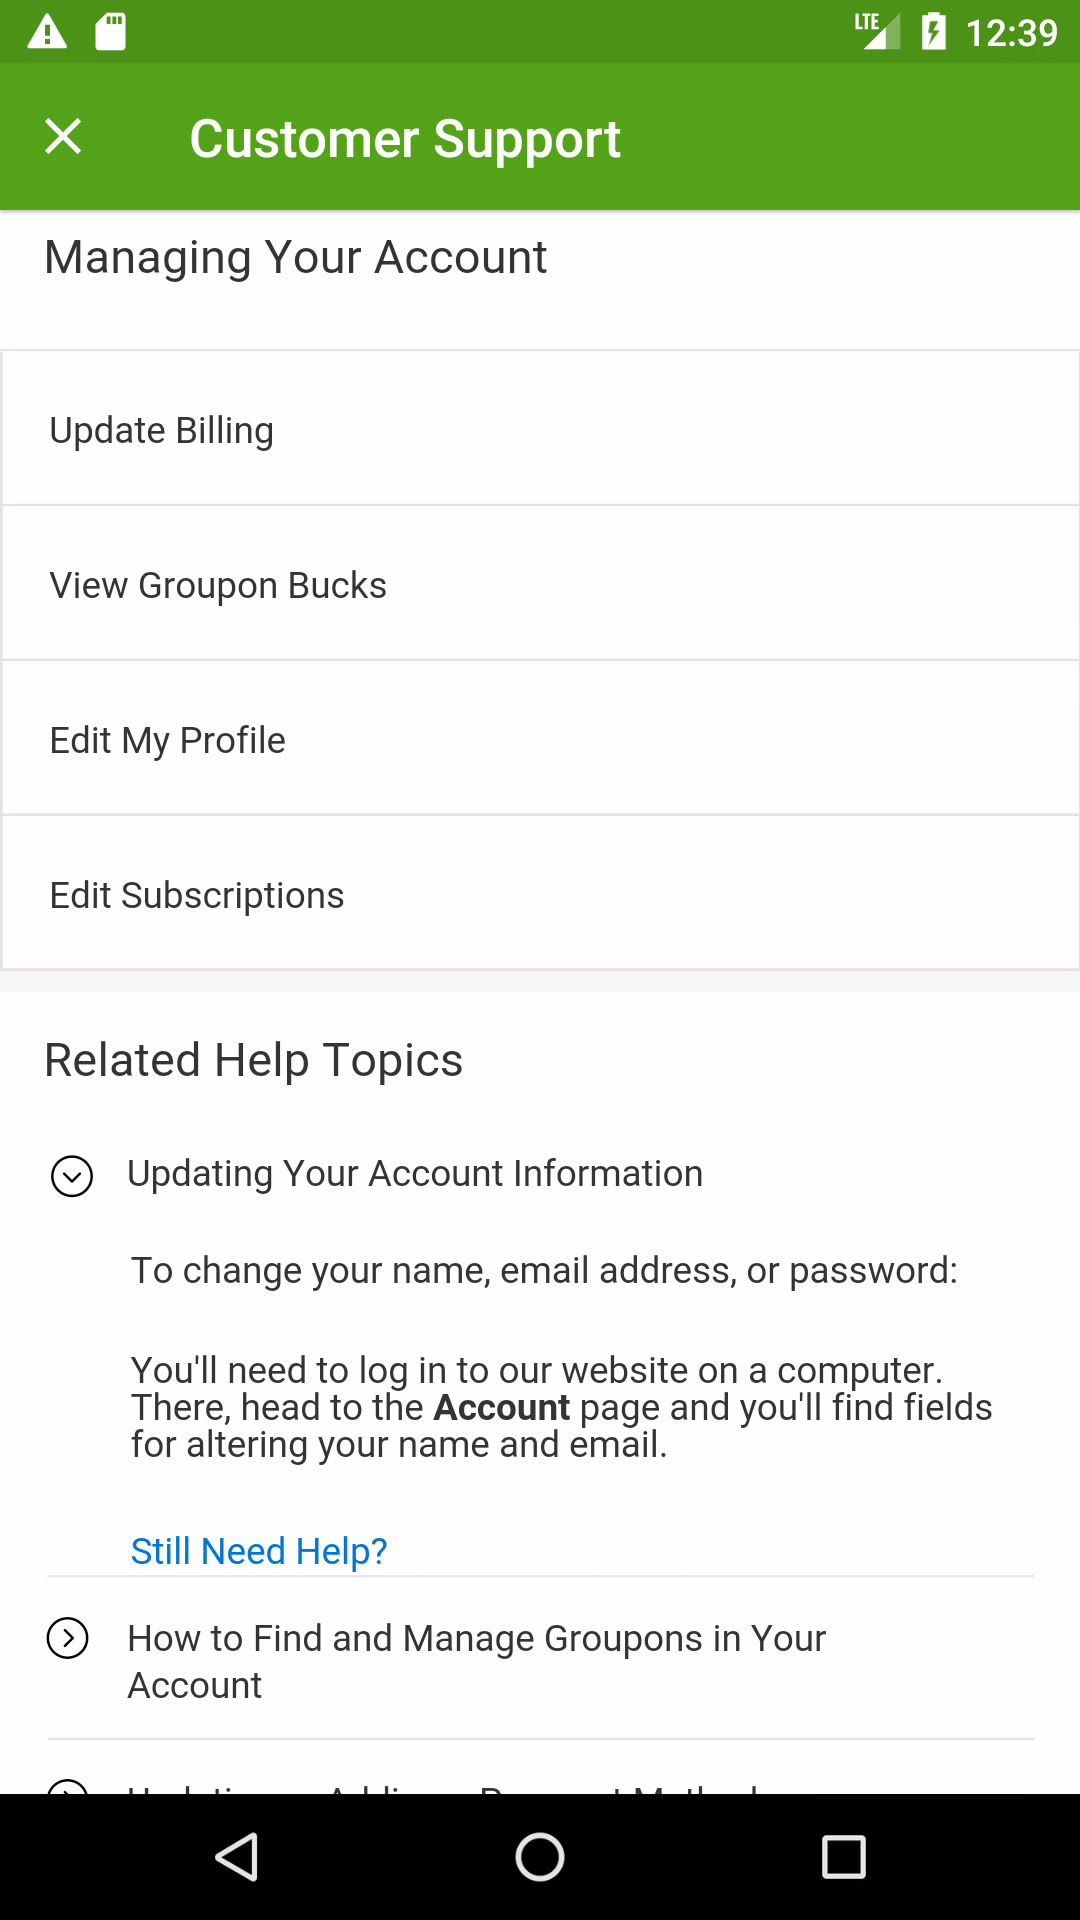 LTE 12:39
Customer Support
Managing Your Account
Update Billing
View Groupon Bucks
Edit My Profile
Edit Subscriptions
Related Help Topics
Updating Your Account Information
To change your name, email address, or password:
You'll need to log in to our website on a computer.
There, head to the Account page and you'll find fields
for altering your name and email.
Still Need Help?
How to Find and Manage Groupons in Your
Account